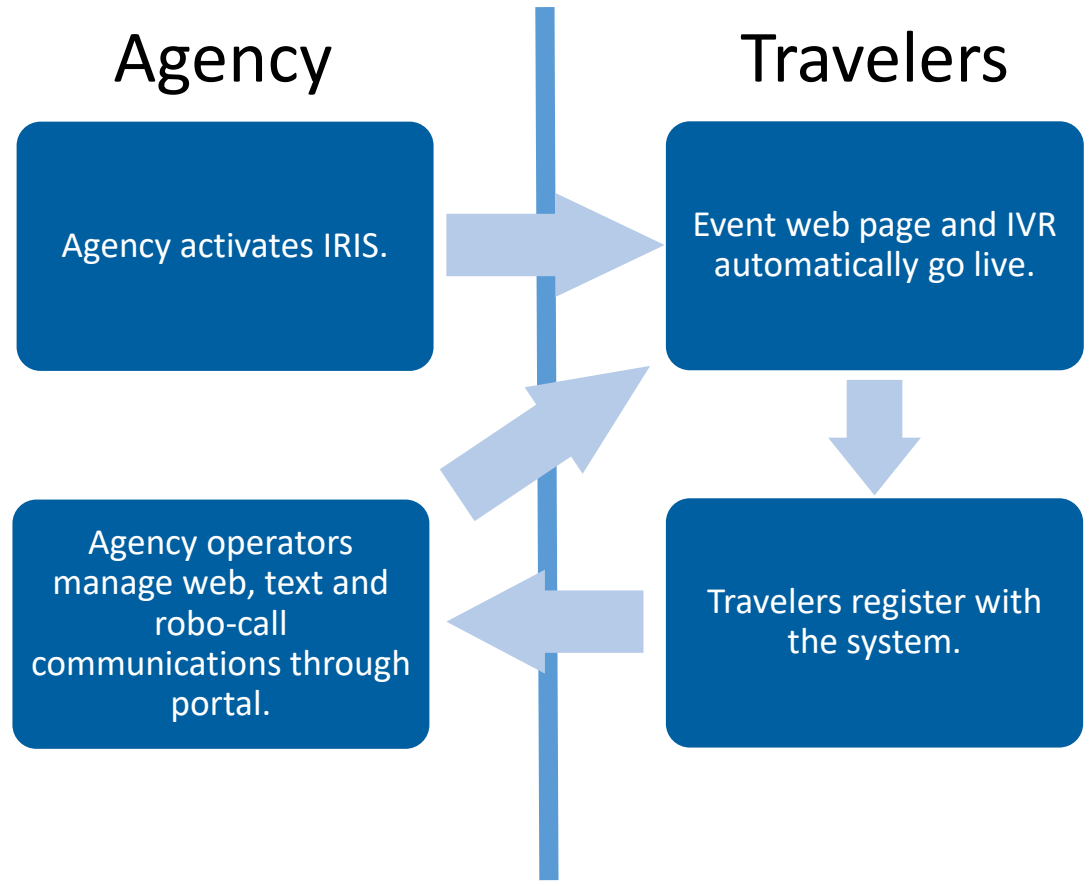 Agency
Travelers
Agency activates IRIS.
Event web page and IVR
automatically go live.
Agency operators
manage web, text and
robo-call
communications through
portal.
Travelers register with
the system.